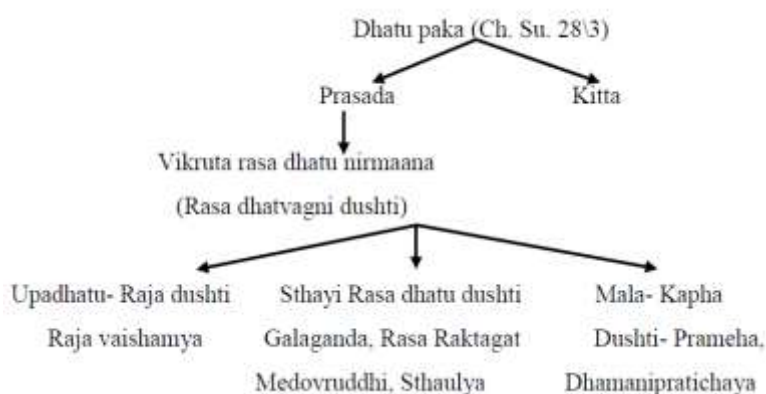 Dhatu paka (Ch. Su. 28\3)
Prasada Kitta
Vikruta rasa dhatu nirmaana
(Rasa dhatvagni dushti)
Upadhatu- Raja dushti Sthayi Rasa dhatu dushti Mala- Kapha
Raja vaishamya Galaganda, Rasa Raktagat Dushti- Prameha,
Medovruddhi, Sthaulya Dhamanipratichaya